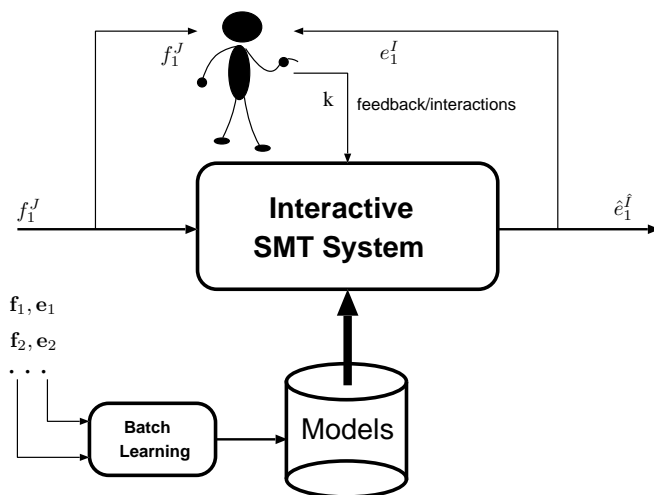 f_1^J
e_1^I
k
feedback/interactions
f_1^J
Interactive
SMT System
ê_1^Î
f_1, e_1
f_2, e_2
. . .
Batch
Learning
Models